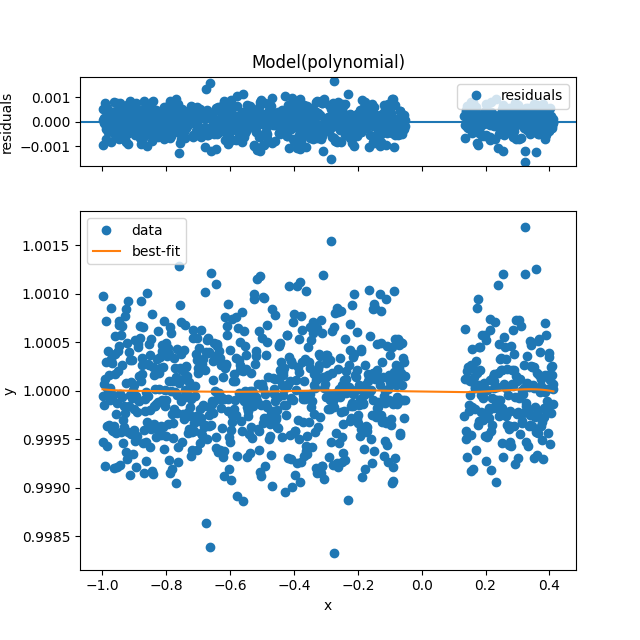 Model(polynomial)
residuals
0.001
0.000
−0.001
residuals
data
best-fit
y
1.0015
1.0010
1.0005
1.0000
0.9995
0.9990
0.9985
−1.0 −0.8 −0.6 −0.4 −0.2 0.0 0.2 0.4
x